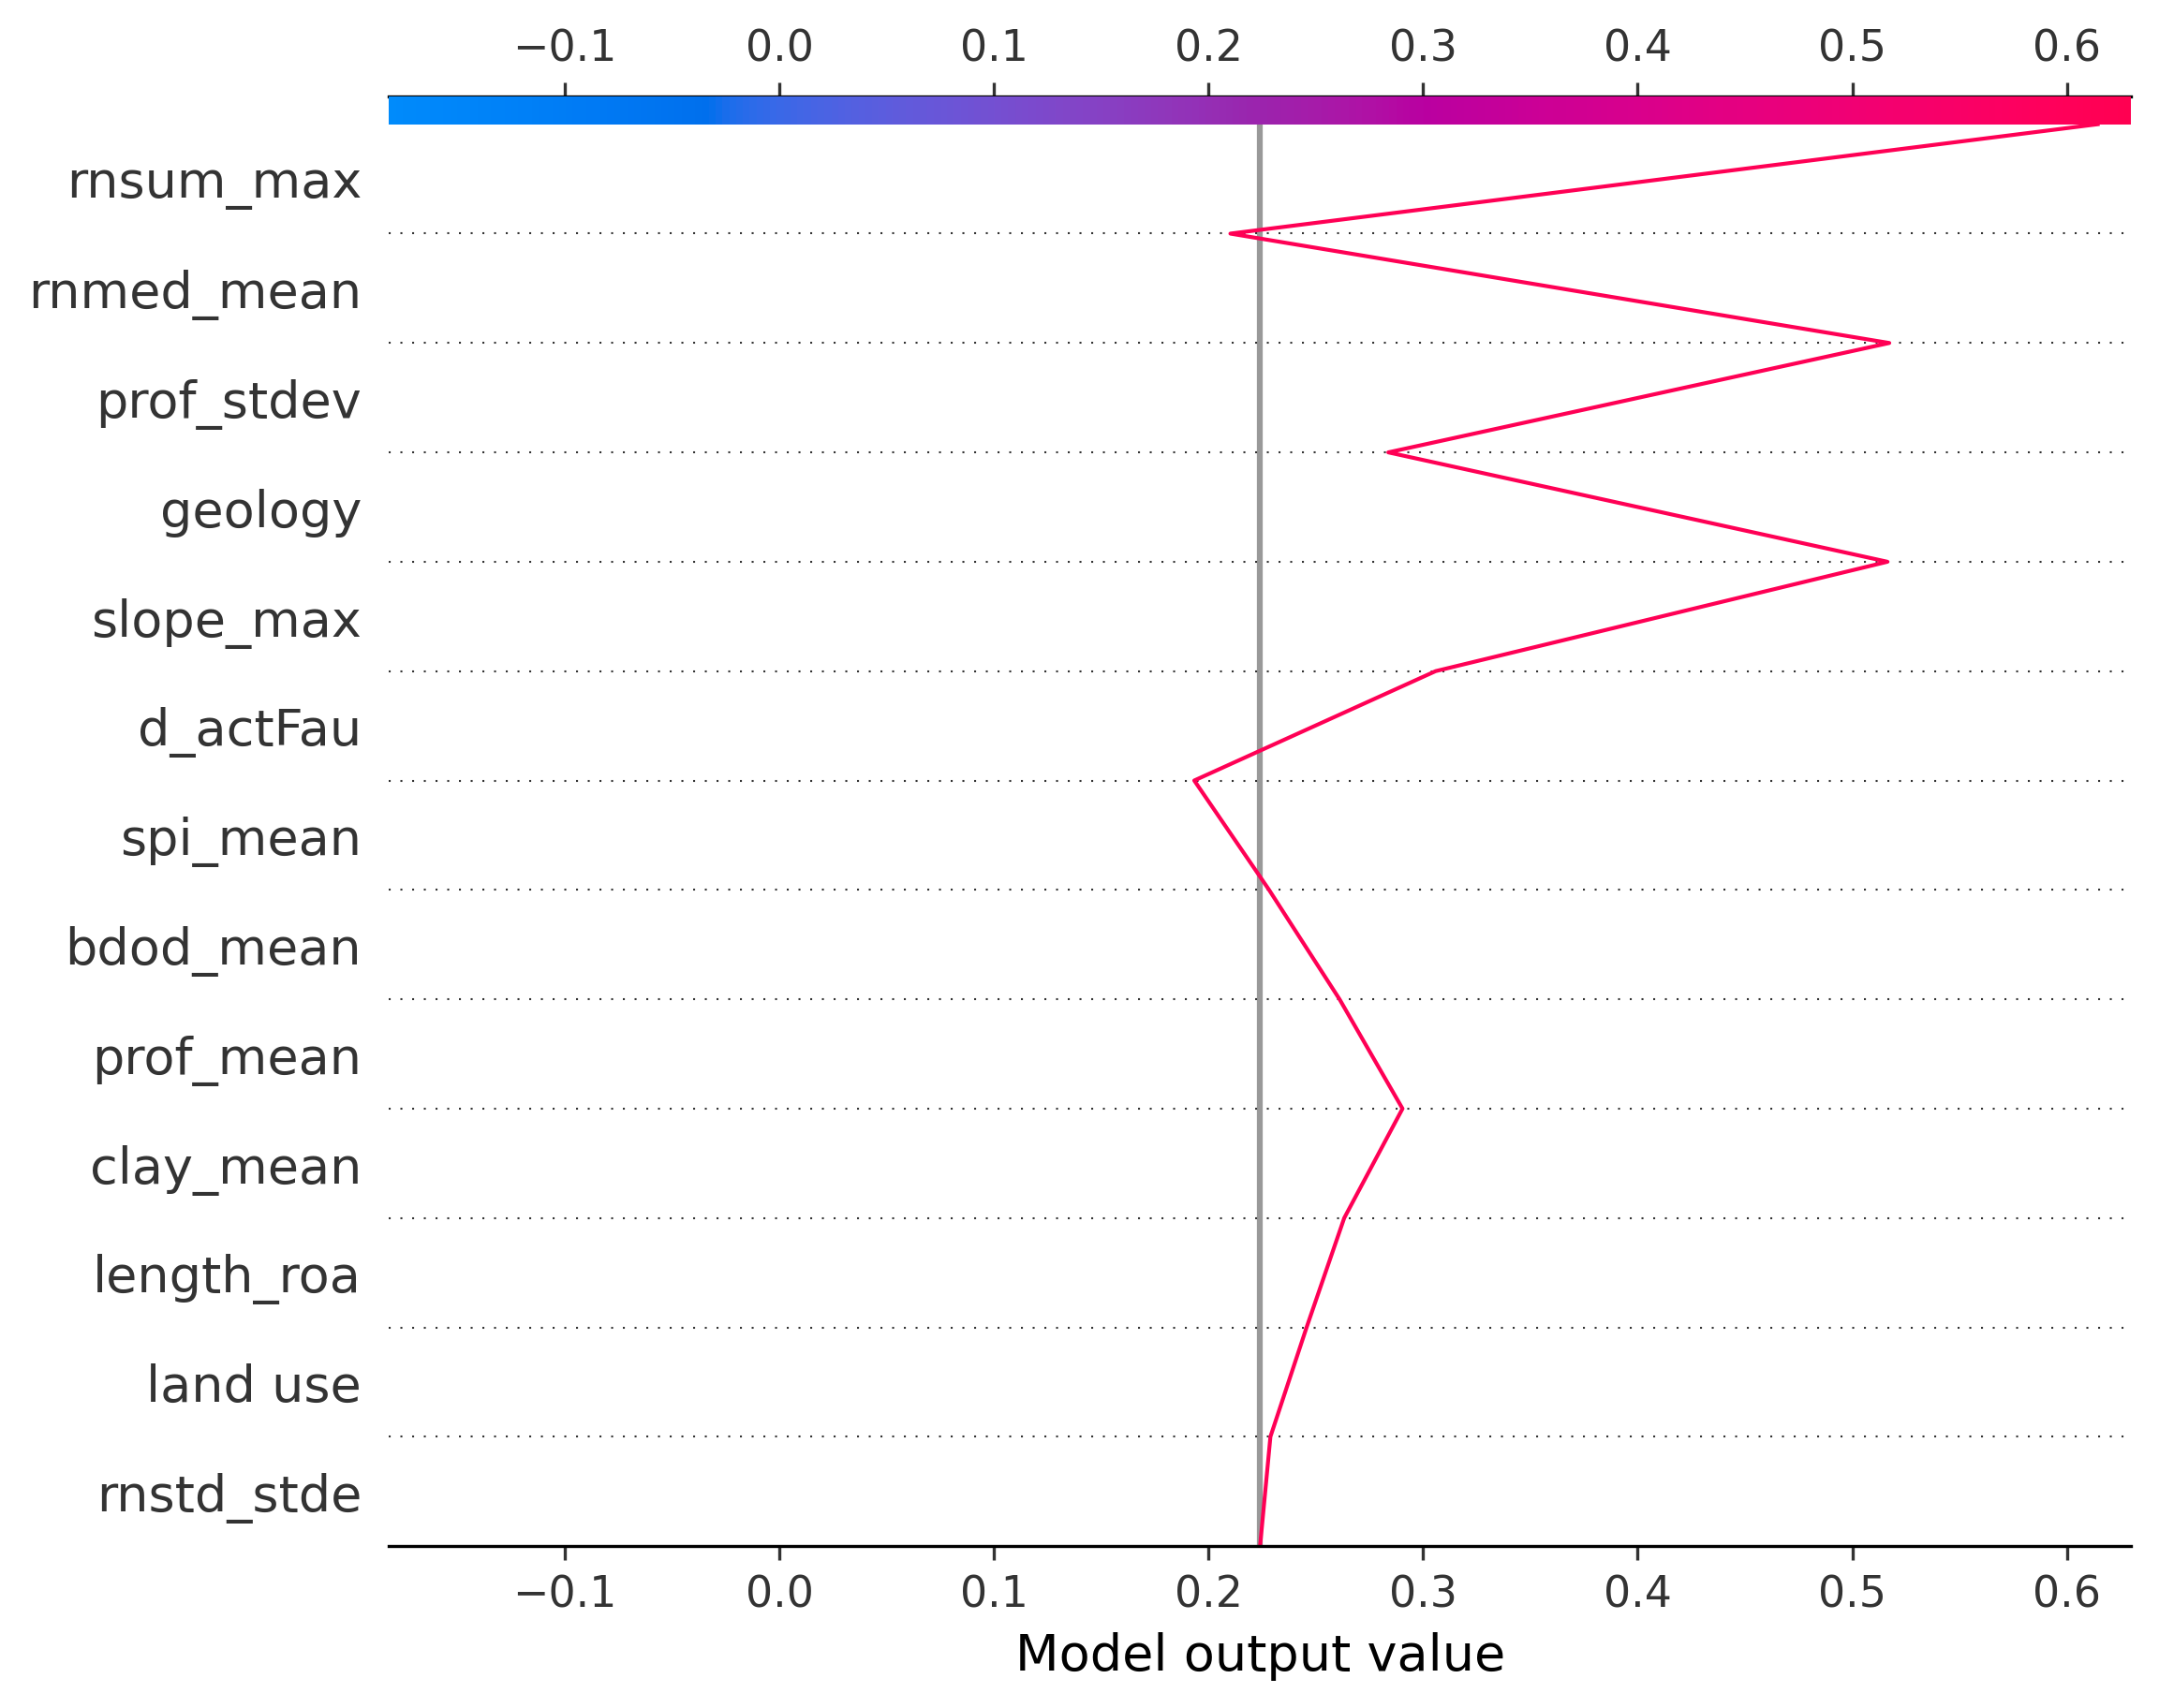 −0.1 0.0 0.1 0.2 0.3 0.4 0.5 0.6
rnsum_max
rnmed_mean
prof_stdev
geology
slope_max
d_actFau
spi_mean
bdod_mean
prof_mean
clay_mean
length_roa
land use
rnstd_stde
−0.1 0.0 0.1 0.2 0.3 0.4 0.5 0.6
Model output value